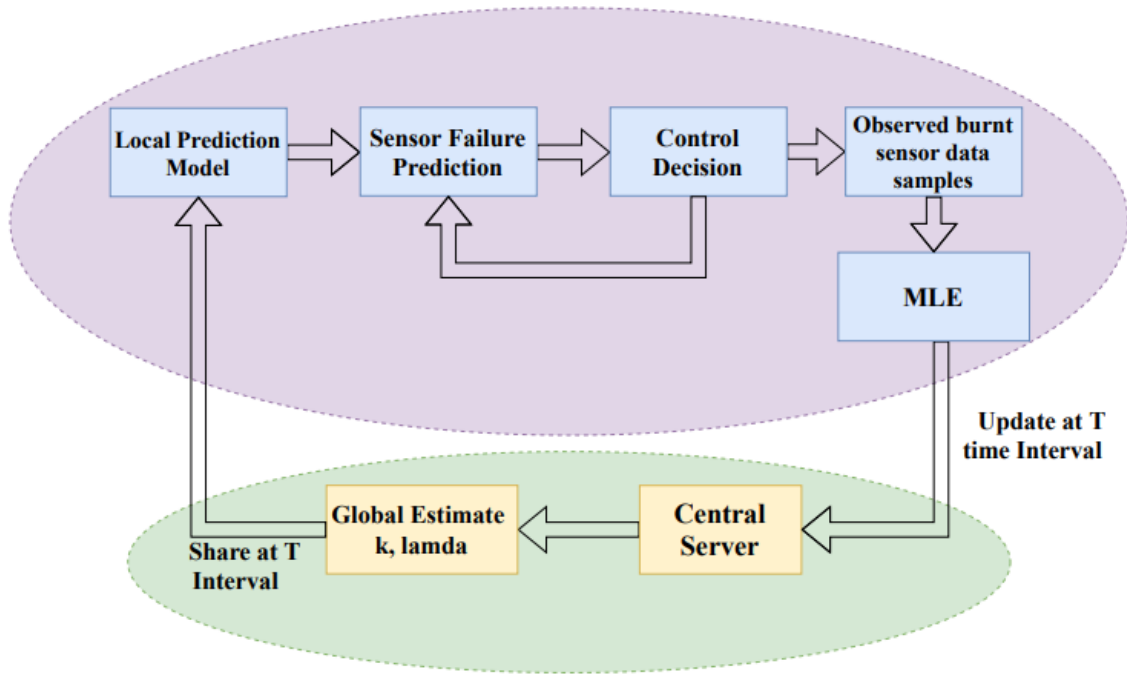 Local Prediction
Model
Sensor Failure
Prediction
Control
Decision
Observed burnt
sensor data
samples
MLE
Update at T
time Interval
Central
Server
Global Estimate
k, lamda
Share at T
Interval